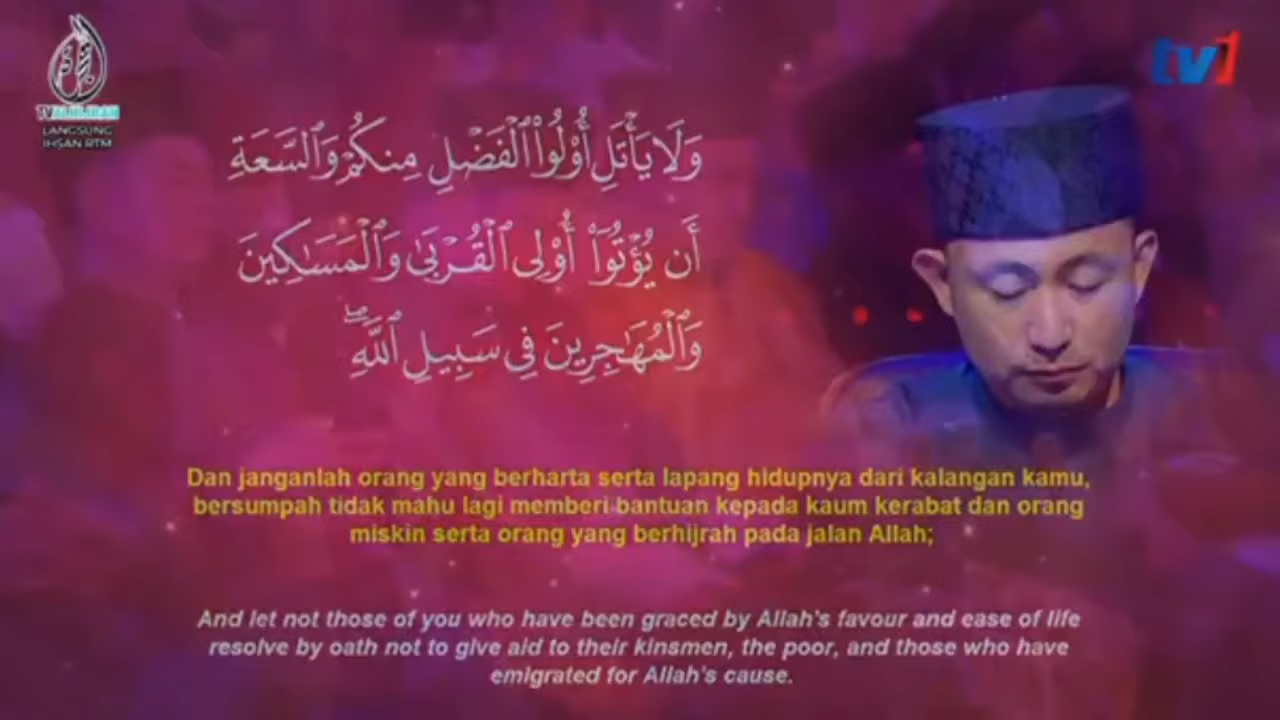 TVALHIJRAH
LANGSUNG
IHSAN RTM
tv1
وَلَا يَأْتَلِ أُو۟لُوا۟ ٱلْفَضْلِ مِنكُمْ وَٱلسَّعَةِ
أَن يُؤْتُوٓا۟ أُو۟لِى ٱلْقُرْبَىٰ وَٱلْمَسَـٰكِينَ
وَٱلْمُهَـٰجِرِينَ فِى سَبِيلِ ٱللَّهِ ۖ
Dan janganlah orang yang berharta serta lapang hidupnya dari kalangan kamu,
bersumpah tidak mahu lagi memberi bantuan kepada kaum kerabat dan orang
miskin serta orang yang berhijrah pada jalan Allah;
And let not those of you who have been graced by Allah's favour and ease of life
resolve by oath not to give aid to their kinsmen, the poor, and those who have
emigrated for Allah's cause.